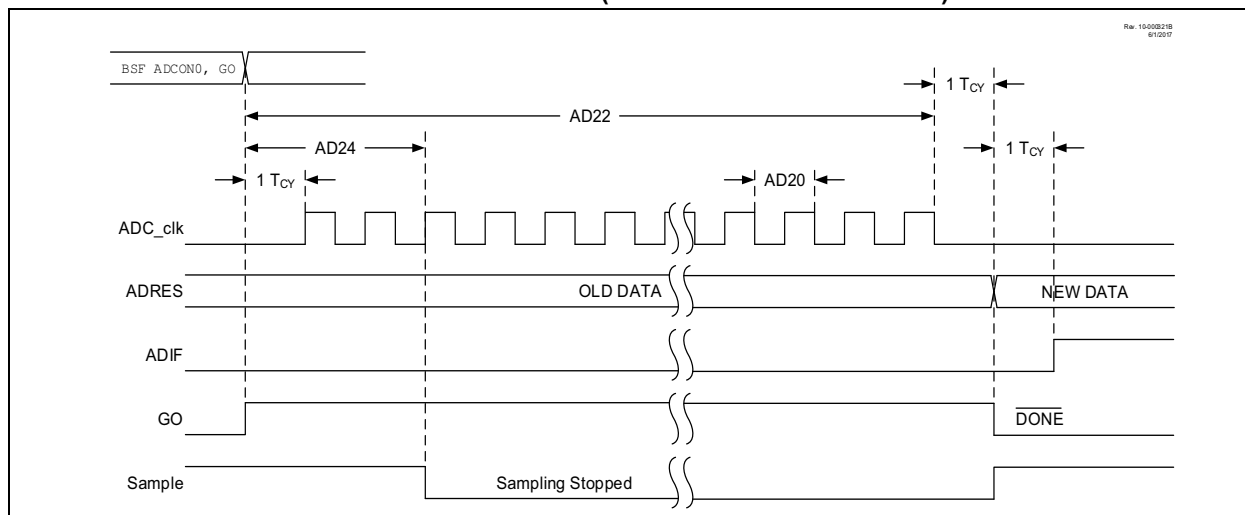 (
)
Rev. 10-000321B
6/1/2017
BSF ADCON0, GO
1 TCY
AD22
AD24
1 TCY
1 TCY
AD20
ADC_clk
ADRES
OLD DATA
NEW DATA
ADIF
GO
DONE
Sample
Sampling Stopped